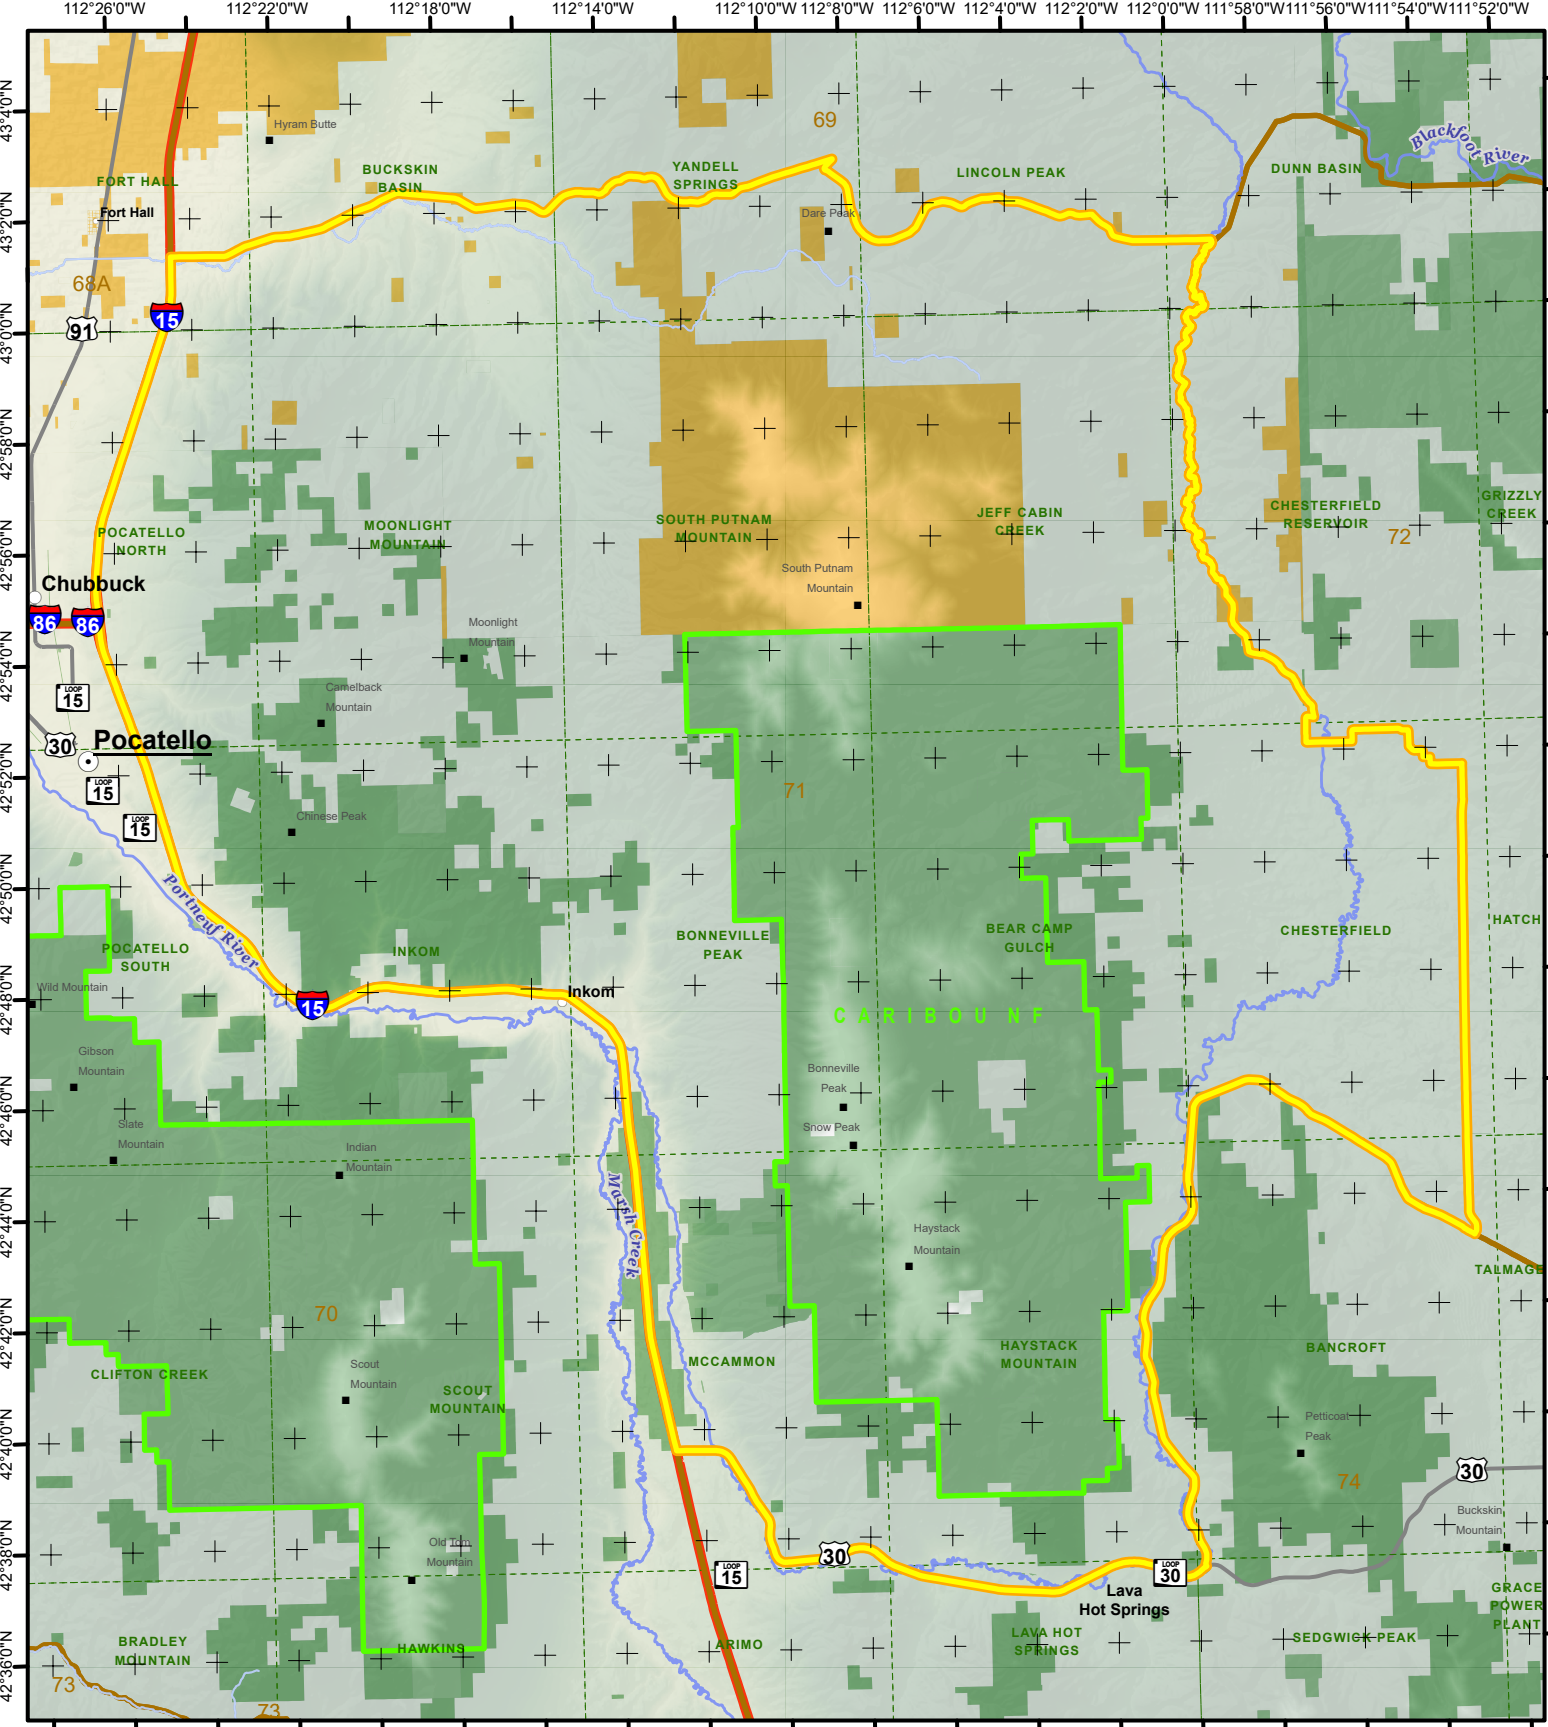 112°26'0"W 112°22'0"W 112°18'0"W 112°14'0"W 112°10'0"W 112°8'0"W 112°6'0"W 112°4'0"W 112°20'0"W 112°00'0"W 111°58'0"W 111°56'0"W 111°54'0"W 111°52'0"W
43°4'0"N
43°2'0"N
43°0'0"N
42°58'0"N
42°56'0"N
42°54'0"N
42°52'0"N
42°50'0"N
42°48'0"N
42°46'0"N
42°44'0"N
42°42'0"N
42°40'0"N
42°38'0"N
42°36'0"N
69
Hyram Butte
Blackfoot River
FORT HALL
BUCKSKIN
BASIN
YANDELL
SPRINGS
LINCOLN PEAK
DUNN BASIN
Fort Hall
Dare Peak
68A
15
91
POCATELLO
NORTH
MOONLIGHT
MOUNTAIN
SOUTH PUTNAM
MOUNTAIN
JEFF CABIN
CREEK
CHESTERFIELD
RESERVOIR
GRIZZLY
CREEK
72
South Putnam
Mountain
Chubbuck
86
86
Moonlight
Mountain
LOOP
15
Camelback
Mountain
30
Pocatello
LOOP
15
LOOP
15
71
Chinese Peak
Portneuf River
POCATELLO
SOUTH
INKOM
BONNEVILLE
PEAK
BEAR CAMP
GULCH
CHESTERFIELD
HATCH
Wild Mountain
15
Inkom
CARIBOU NF
Gibson
Mountain
Bonneville
Peak
Snow Peak
Slate
Mountain
Indian
Mountain
Marsh Creek
Haystack
Mountain
TALMAGE
70
CLIFTON CREEK
Scout
Mountain
SCOUT
MOUNTAIN
MCCAMMON
HAYSTACK
MOUNTAIN
BANCROFT
Petticoat
Peak
74
30
Buckskin
Mountain
Old Tom
Mountain
LOOP
15
30
LOOP
30
Lava
Hot Springs
GRACE
POWER
PLANT
BRADLEY
MOUNTAIN
HAWKINS
ARIMO
LAVA HOT
SPRINGS
SEDGWICK PEAK
73
73